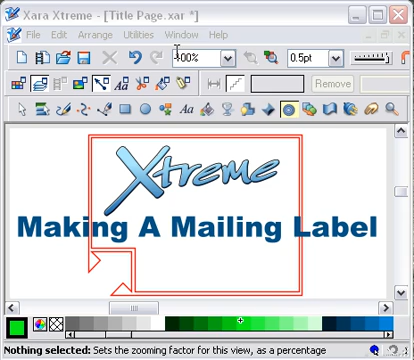 Xara Xtreme - [Title Page.xar *]
File Edit Arrange Utilities Window Help
100% 0.5pt
Remove
Xtreme
Making A Mailing Label
Nothing selected: Sets the zooming factor for this view, as a percentage